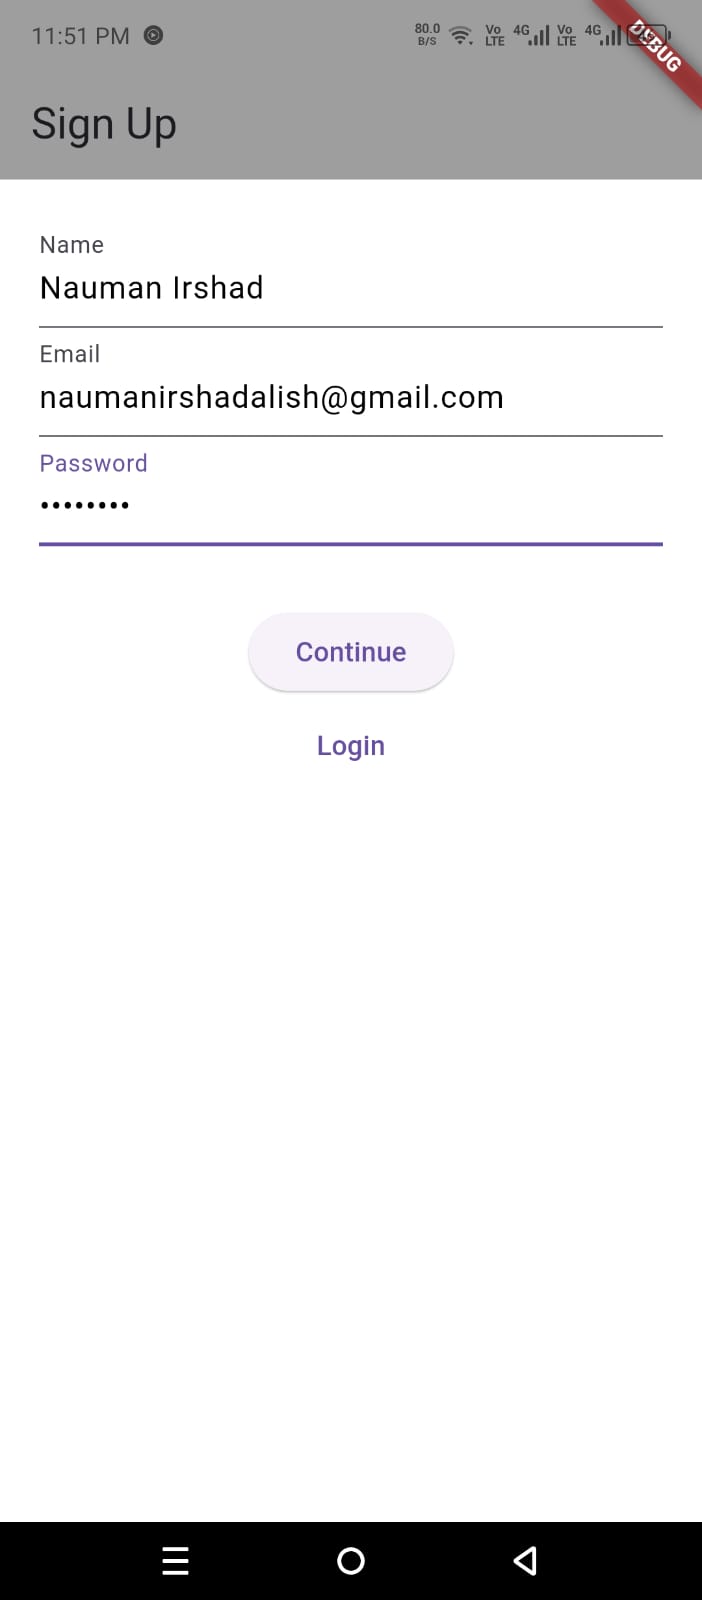 11:51 PM 80.0 B/S Vo LTE 4G Vo LTE 4G
DEBUG
Sign Up
Name
Nauman Irshad
Email
naumanirshadalish@gmail.com
Password
••••••••
Continue
Login